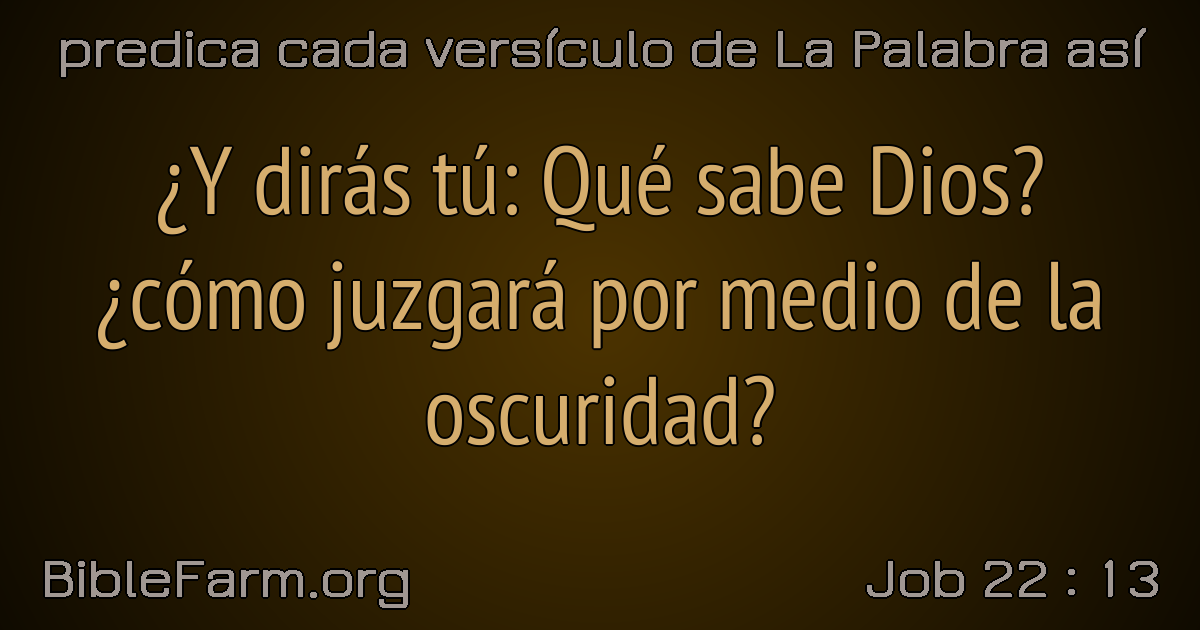 predica cada versículo de La Palabra así
¿Y dirás tú: Qué sabe Dios?
¿cómo juzgará por medio de la
oscuridad?
BibleFarm.org
Job 22 : 13